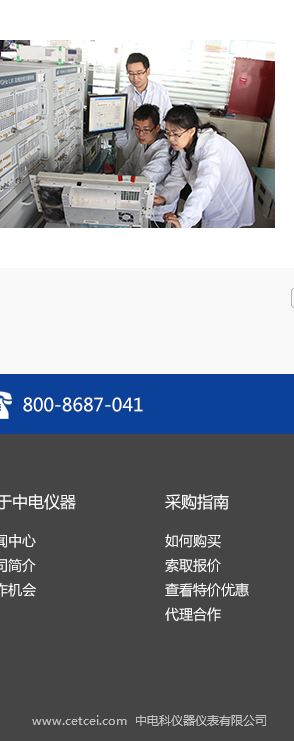 800-8687-041
于中电仪器
采购指南
闻中心
如何购买
司简介
索取报价
作机会
查看特价优惠
代理合作
www.cetcei.com 中电科仪器仪表有限公司